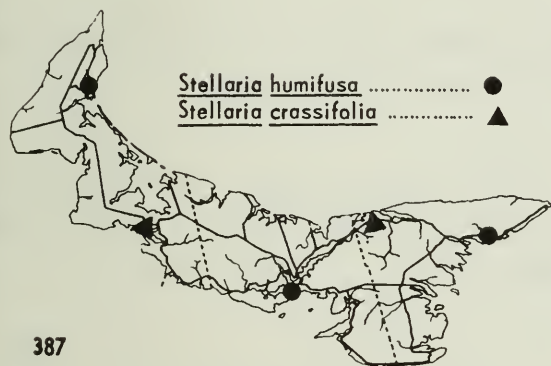 Stellaria humifusa .................. ●
Stellaria crassifolia ................ ▲
387